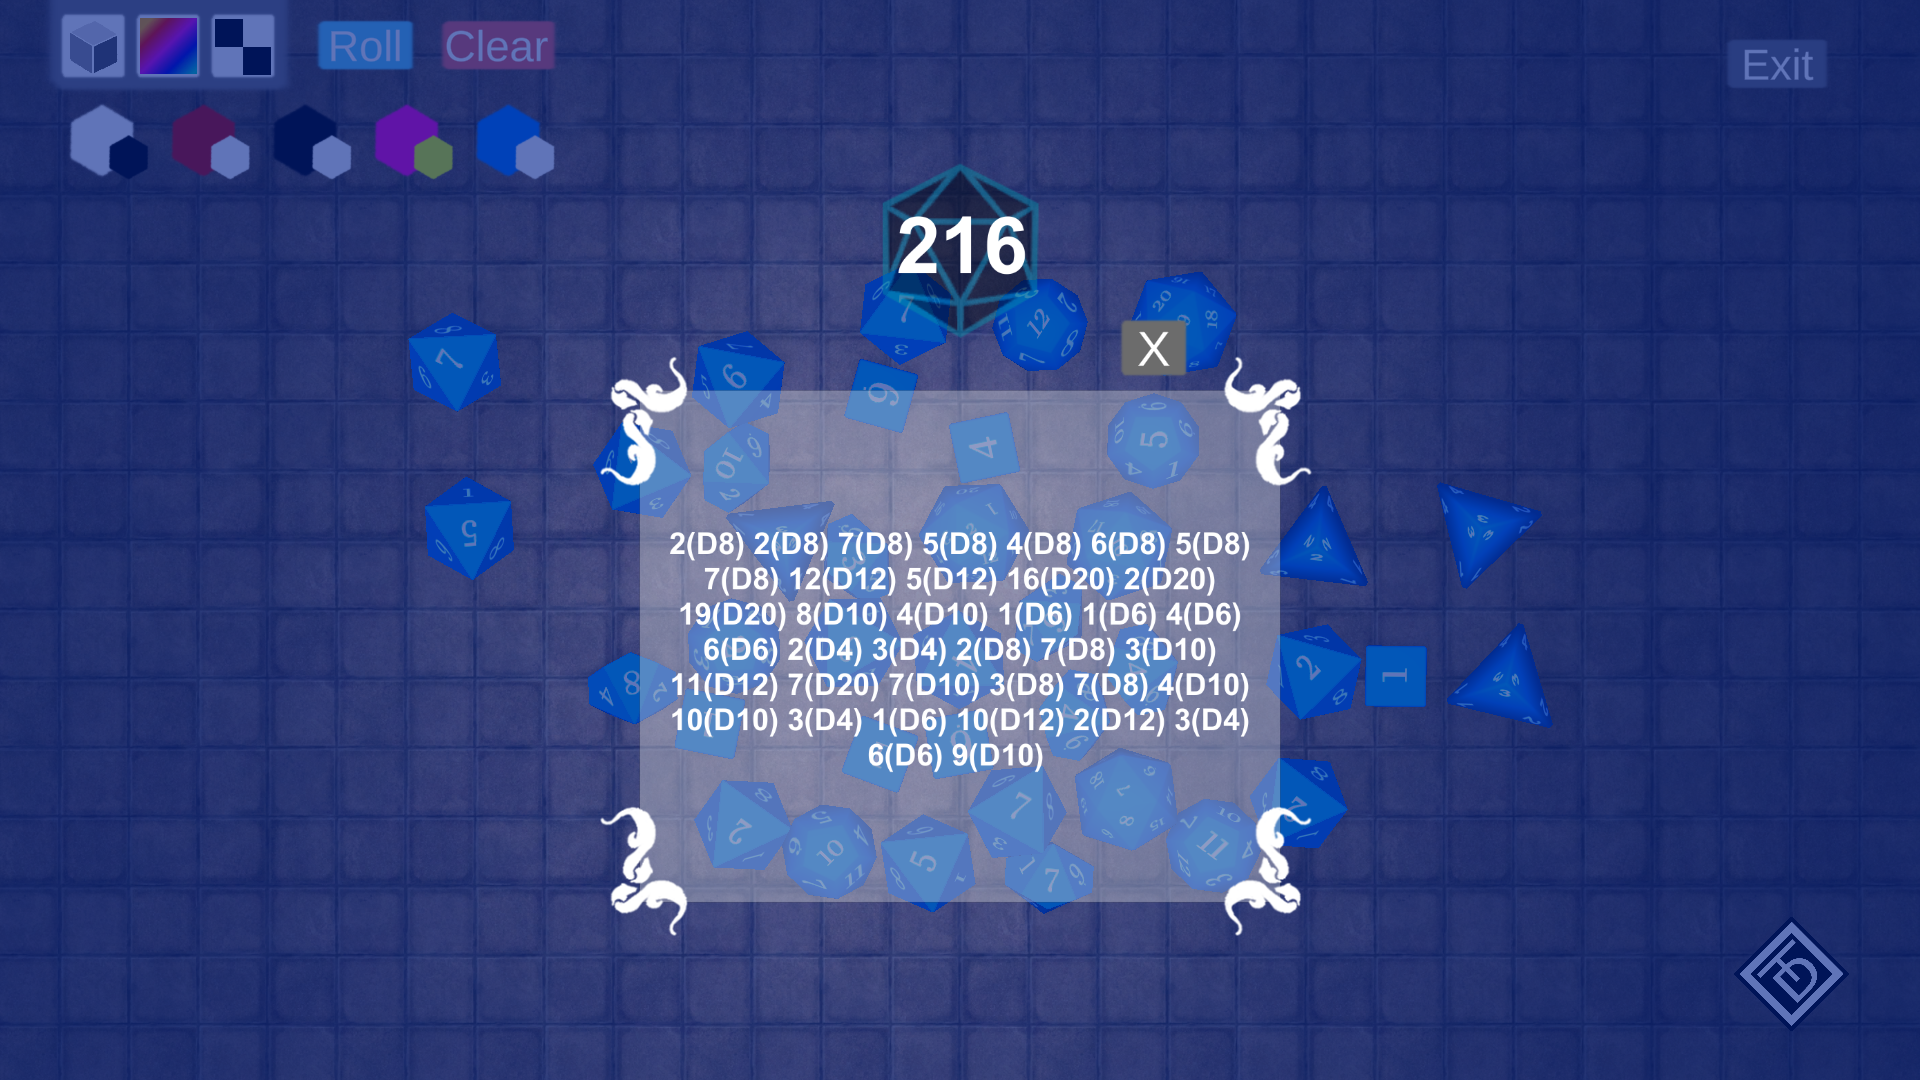 Roll Clear
Exit
216
X
2(D8) 2(D8) 7(D8) 5(D8) 4(D8) 6(D8) 5(D8)
7(D8) 12(D12) 5(D12) 16(D20) 2(D20)
19(D20) 8(D10) 4(D10) 1(D6) 1(D6) 4(D6)
6(D6) 2(D4) 3(D4) 2(D8) 7(D8) 3(D10)
11(D12) 7(D20) 7(D10) 3(D8) 7(D8) 4(D10)
10(D10) 3(D4) 1(D6) 10(D12) 2(D12) 3(D4)
6(D6) 9(D10)